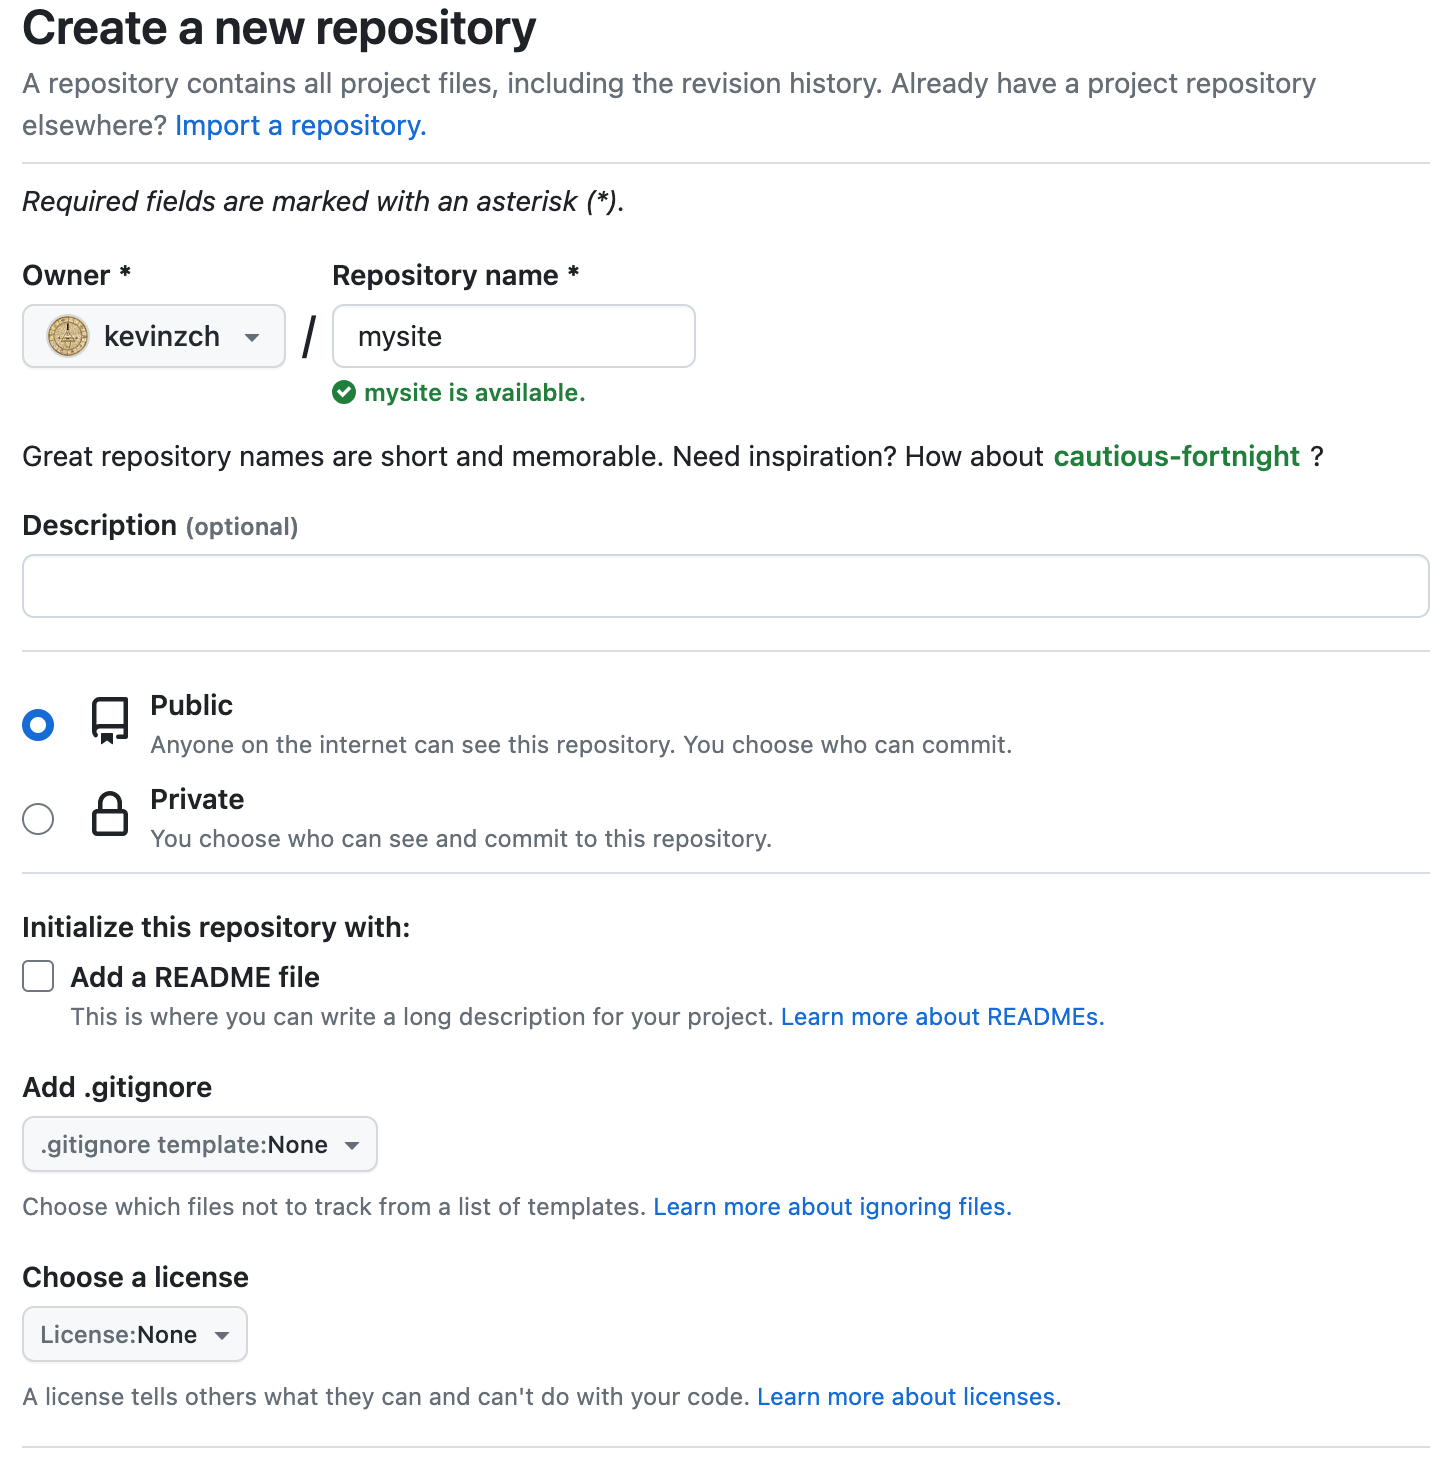 Create a new repository
A repository contains all project files, including the revision history. Already have a project repository
elsewhere? Import a repository.
Required fields are marked with an asterisk (*).
Owner * Repository name *
kevinzch / mysite
mysite is available.
Great repository names are short and memorable. Need inspiration? How about cautious-fortnight ?
Description (optional)
Public
Anyone on the internet can see this repository. You choose who can commit.
Private
You choose who can see and commit to this repository.
Initialize this repository with:
Add a README file
This is where you can write a long description for your project. Learn more about READMEs.
Add .gitignore
.gitignore template:None
Choose which files not to track from a list of templates. Learn more about ignoring files.
Choose a license
License:None
A license tells others what they can and can't do with your code. Learn more about licenses.